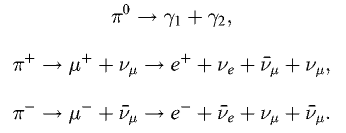 π⁰ → γ₁ + γ₂,
π⁺ → μ⁺ + ν_μ → e⁺ + ν_e + ν̄_μ + ν_μ,
π⁻ → μ⁻ + ν̄_μ → e⁻ + ν̄_e + ν_μ + ν̄_μ.